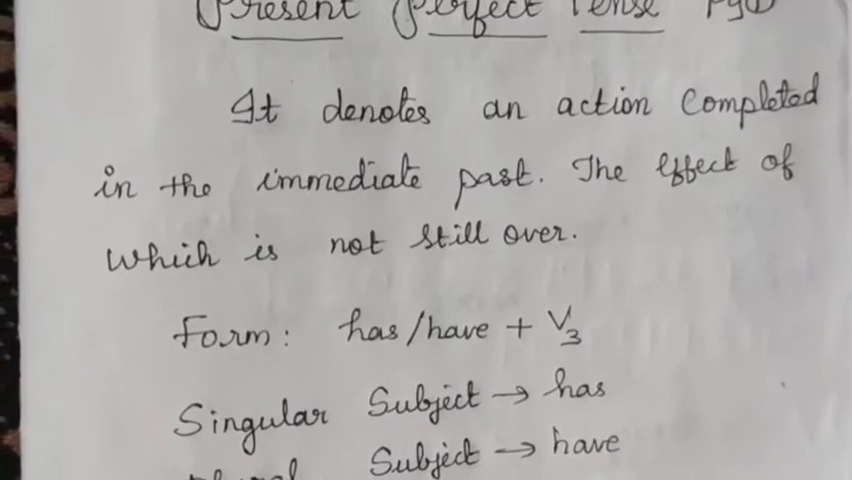 Present Perfect Tense
It denotes an action completed
in the immediate past. The effect of
which is not still over.
Form: has/have + V3
Singular Subject → has
Subject → have